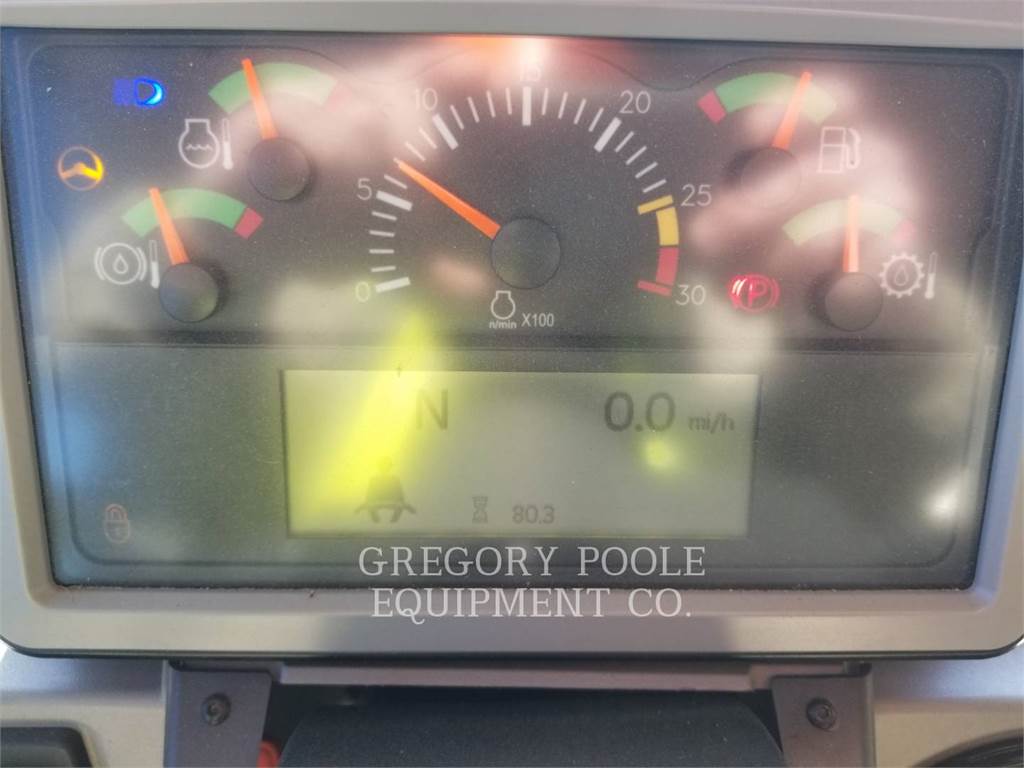 15
10
20
5
25
0
30
P
n/min X100
N
0.0 mi/h
80.3
GREGORY POOLE
EQUIPMENT CO.